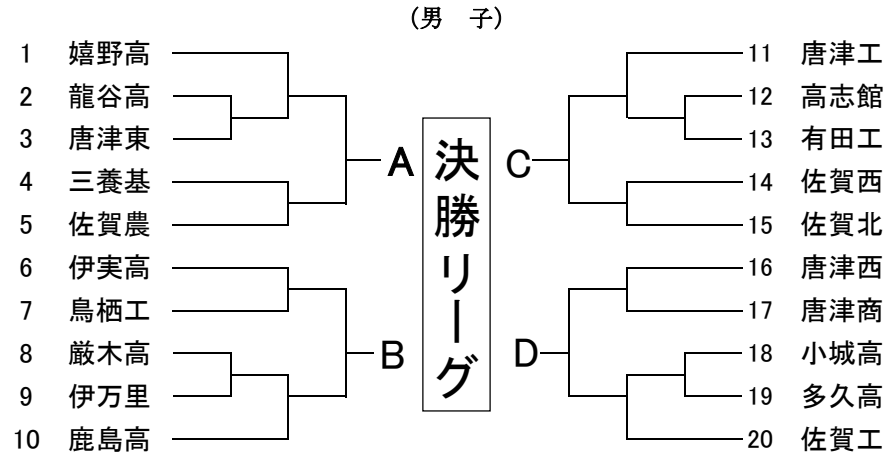 (男 子)
1 嬉野高
2 龍谷高
3 唐津東
4 三養基
5 佐賀農
6 伊実高
7 鳥栖工
8 厳木高
9 伊万里
10 鹿島高
A
B
決勝リーグ
C
D
11 唐津工
12 高志館
13 有田工
14 佐賀西
15 佐賀北
16 唐津西
17 唐津商
18 小城高
19 多久高
20 佐賀工